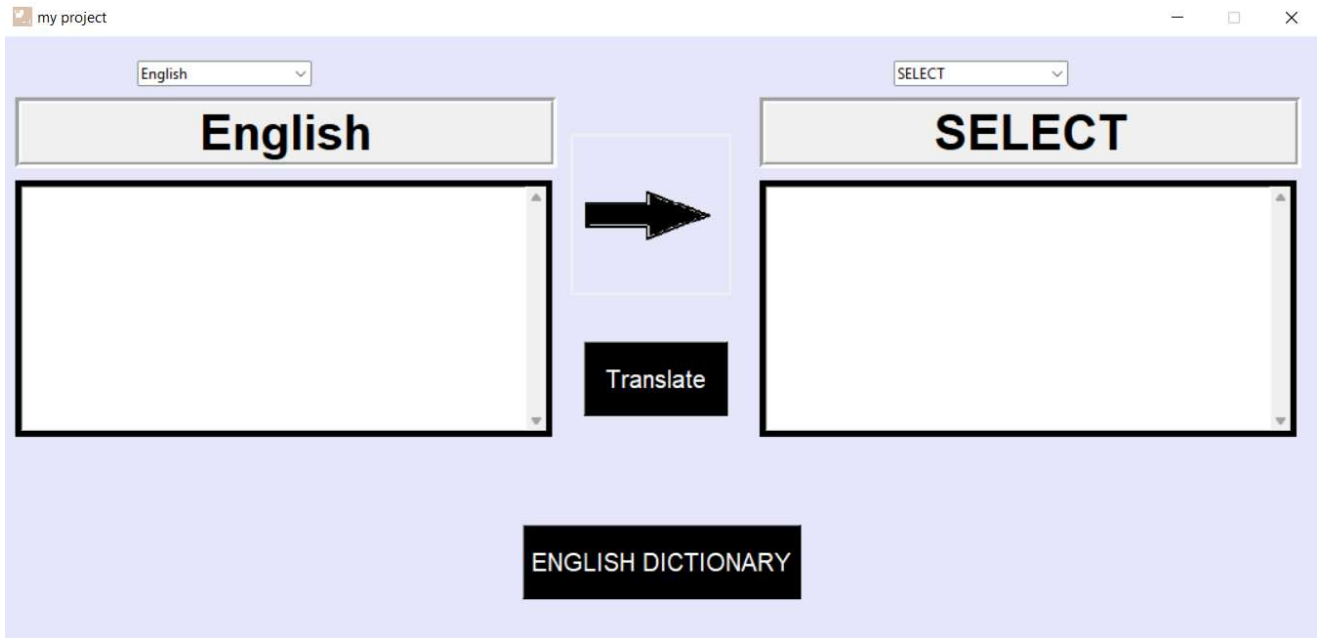 my project
English
SELECT
English
SELECT
Translate
ENGLISH DICTIONARY